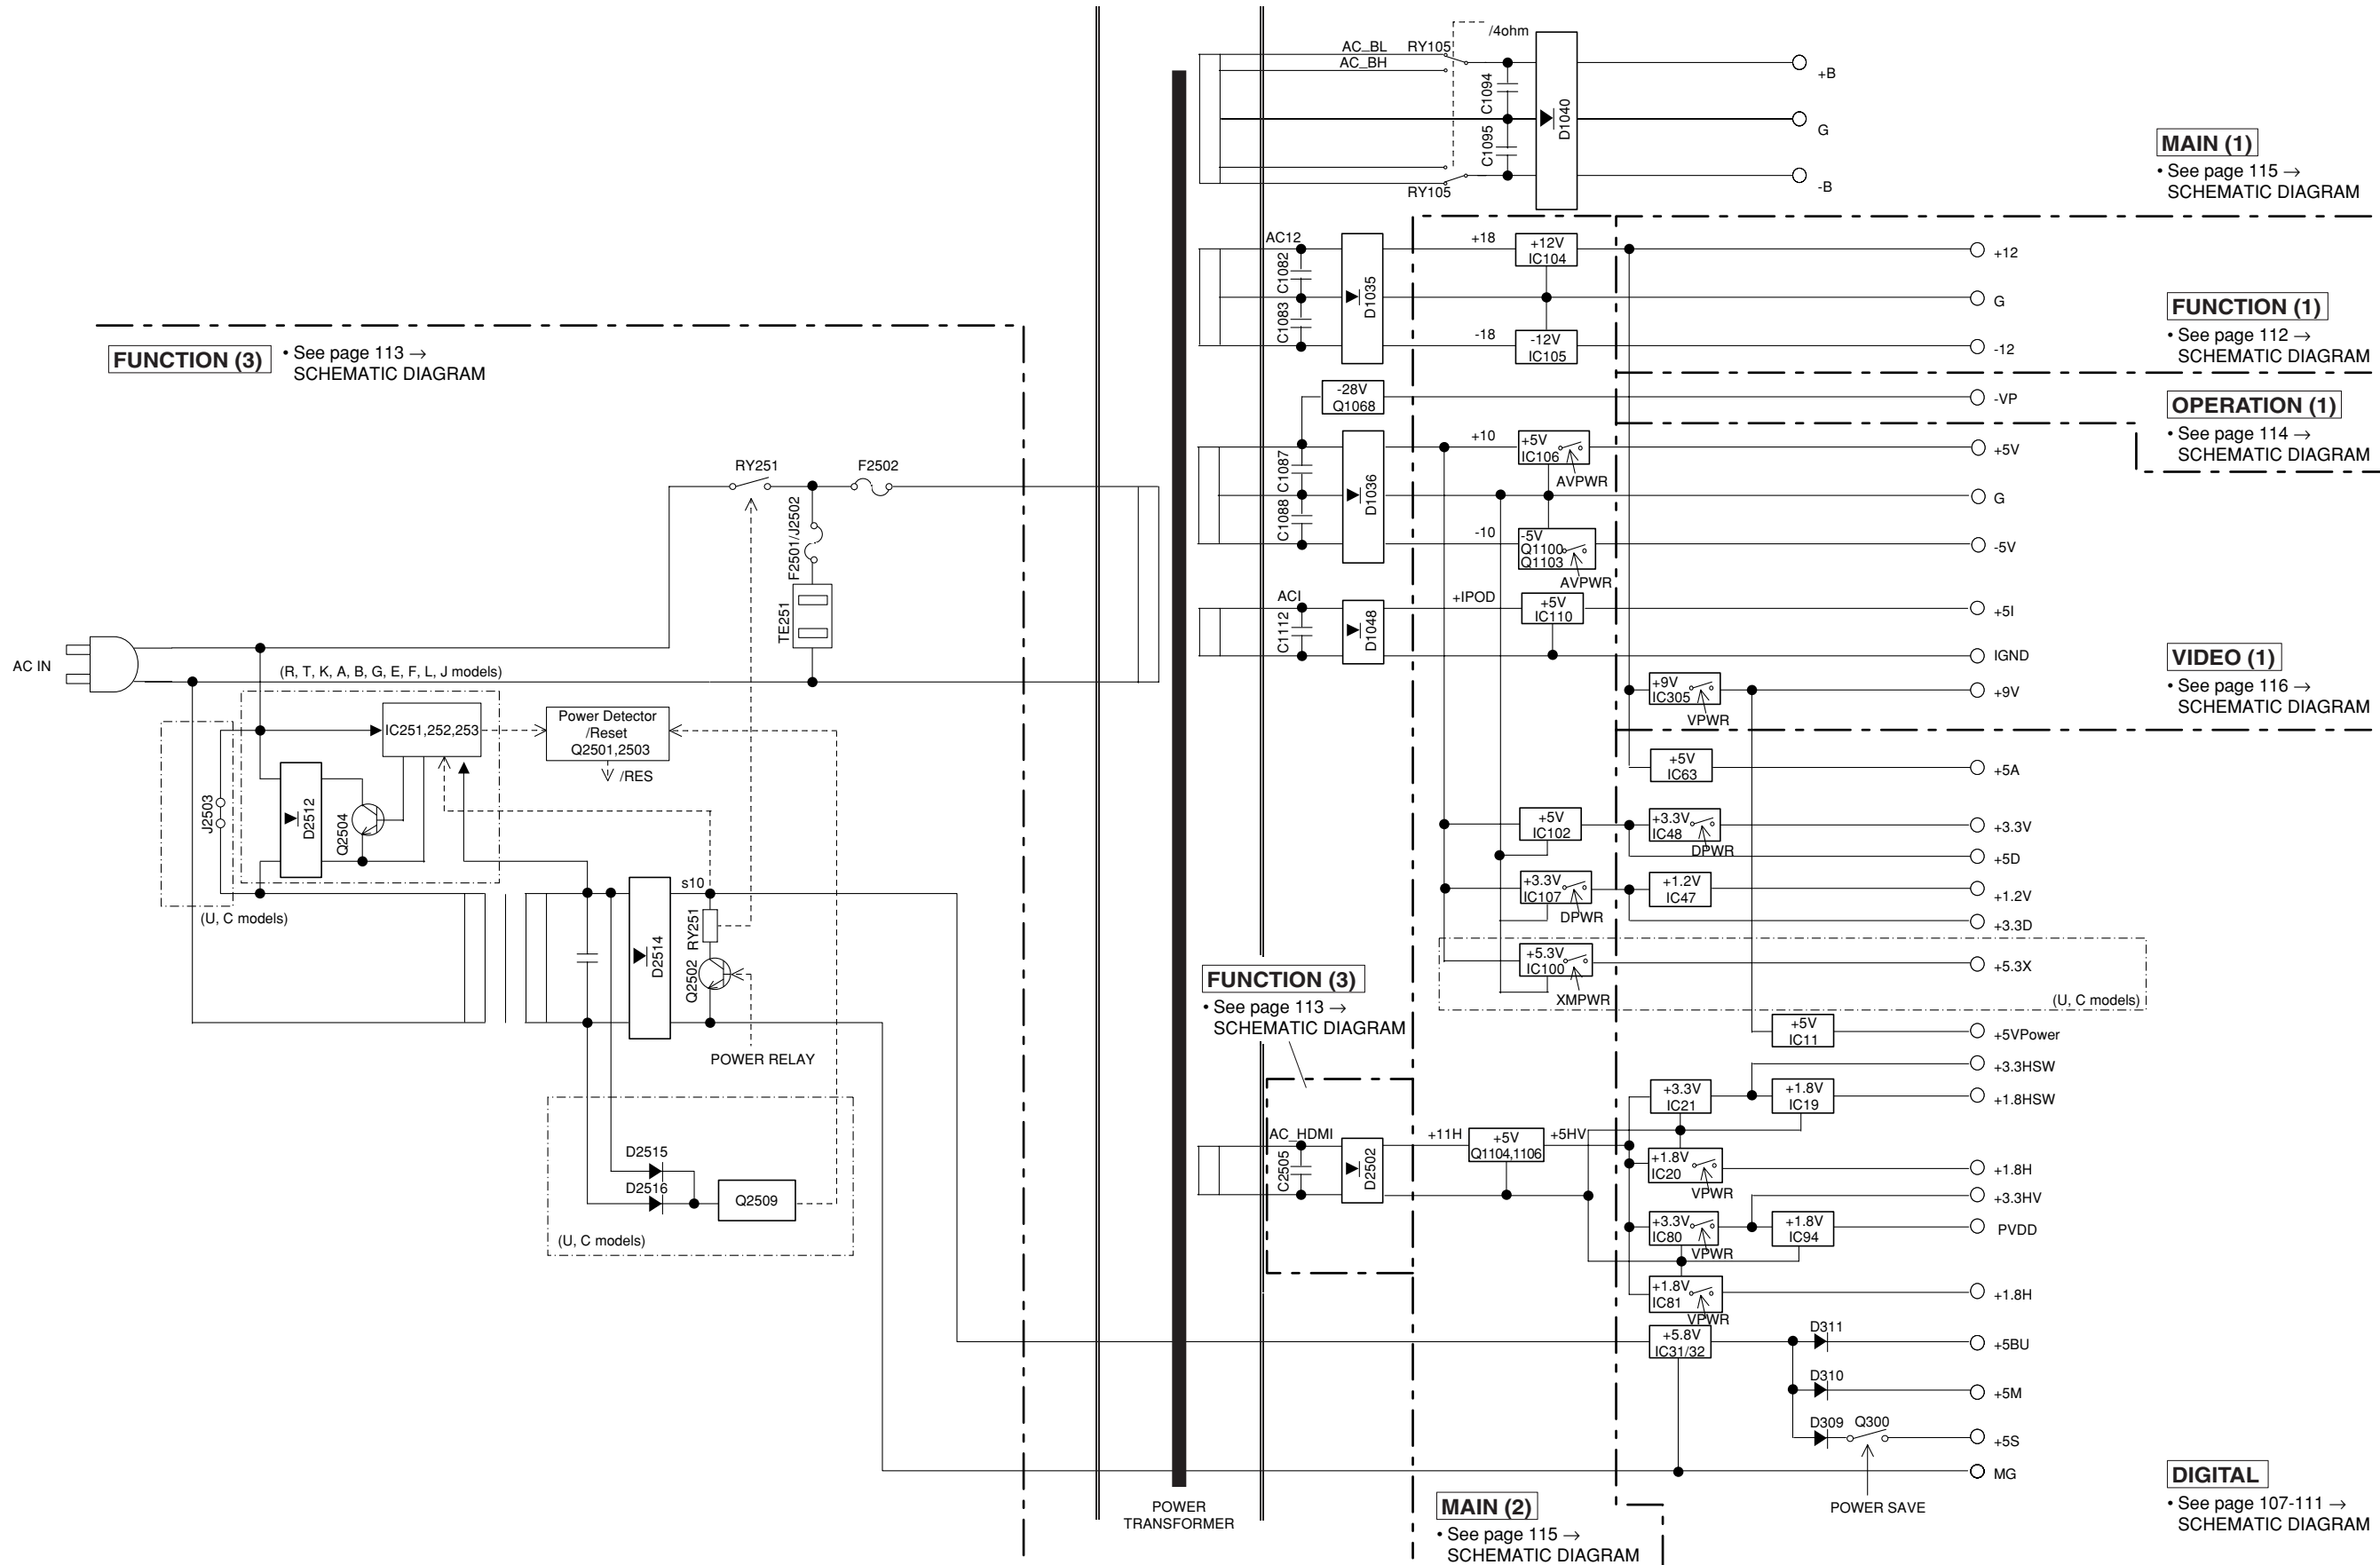 AC_BL
AC_BH
RY105
/4ohm
C1094
C1095
D1040
RY105
+B
G
-B
MAIN (1)
• See page 115 →
SCHEMATIC DIAGRAM
AC12
C1082
C1083
D1035
+18
+12V
IC104
-18
-12V
IC105
+12
G
-12
FUNCTION (1)
• See page 112 →
SCHEMATIC DIAGRAM
-28V
Q1068
-VP
OPERATION (1)
• See page 114 →
SCHEMATIC DIAGRAM
C1087
C1088
D1036
+10
+5V
IC106
AVPWR
-10
-5V
Q1100
Q1103
AVPWR
+5V
G
-5V
ACI
C1112
D1048
+IPOD
+5V
IC110
+5I
IGND
+9V
IC305
VPWR
+9V
VIDEO (1)
• See page 116 →
SCHEMATIC DIAGRAM
+5V
IC63
+5A
+5V
IC102
+3.3V
IC48
DPWR
+3.3V
+5D
+3.3V
IC107
DPWR
+1.2V
IC47
+1.2V
+3.3D
+5.3V
IC100
XMPWR
+5.3X
(U, C models)
+5V
IC11
+5VPower
+3.3HSW
+3.3V
IC21
+1.8V
IC19
+1.8HSW
FUNCTION (3)
• See page 113 →
SCHEMATIC DIAGRAM
AC_HDMI
C2505
D2502
+11H
+5V
Q1104,1106
+5HV
+1.8V
IC20
VPWR
+1.8H
+3.3HV
+3.3V
IC80
VPWR
+1.8V
IC94
PVDD
+1.8V
IC81
VPWR
+1.8H
+5.8V
IC31/32
D311
+5BU
D310
+5M
D309
Q300
+5S
MG
POWER SAVE
DIGITAL
• See page 107-111 →
SCHEMATIC DIAGRAM
MAIN (2)
• See page 115 →
SCHEMATIC DIAGRAM
POWER
TRANSFORMER
FUNCTION (3)
• See page 113 →
SCHEMATIC DIAGRAM
RY251
F2502
F2501/J2502
TE251
AC IN
(R, T, K, A, B, G, E, F, L, J models)
IC251,252,253
Power Detector
/Reset
Q2501,2503
/RES
J2503
D2512
Q2504
(U, C models)
s10
D2514
RY251
Q2502
POWER RELAY
D2515
D2516
Q2509
(U, C models)